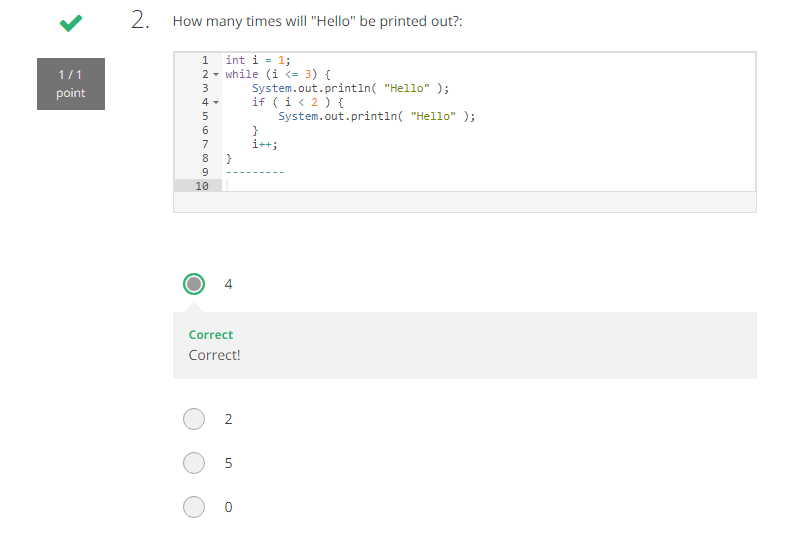 2. How many times will "Hello" be printed out?:
1 / 1
point
1 int i = 1;
2 while (i <= 3) {
3     System.out.println( "Hello" );
4     if ( i < 2 ) {
5         System.out.println( "Hello" );
6     }
7     i++;
8 }
9 ---------
10
4
Correct
Correct!
2
5
0